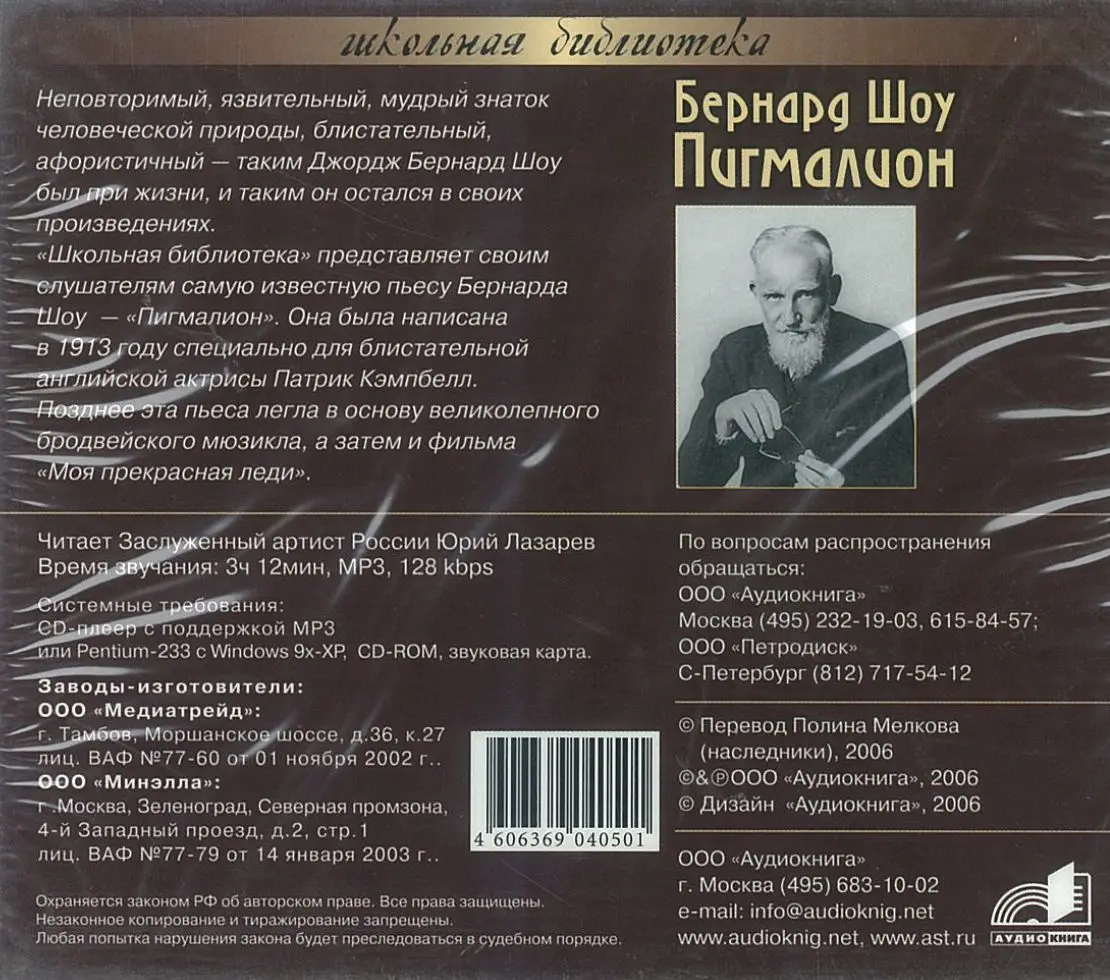 школьная библиотека
Неповторимый, язвительный, мудрый знаток
человеческой природы, блистательный,
афористичный — таким Джордж Бернард Шоу
был при жизни, и таким он остался в своих
произведениях.
«Школьная библиотека» представляет своим
слушателям самую известную пьесу Бернарда
Шоу — «Пигмалион». Она была написана
в 1913 году специально для блистательной
английской актрисы Патрик Кэмпбелл.
Позднее эта пьеса легла в основу великолепного
бродвейского мюзикла, а затем и фильма
«Моя прекрасная леди».
Бернард Шоу
Пигмалион
Читает Заслуженный артист России Юрий Лазарев
Время звучания: 3ч 12мин, MP3, 128 kbps
Системные требования:
CD-плеер с поддержкой MP3
или Pentium-233 с Windows 9x-XP, CD-ROM, звуковая карта.
Заводы-изготовители:
ООО «Медиатрейд»:
г. Тамбов, Моршанское шоссе, д.36, к.27
лиц. ВАФ №77-60 от 01 ноября 2002 г..
ООО «Минэлла»:
г .Москва, Зеленоград, Северная промзона,
4-й Западный проезд, д.2, стр.1
лиц. ВАФ №77-79 от 14 января 2003 г..
4 606369 040501
Охраняется законом РФ об авторском праве. Все права защищены.
Незаконное копирование и тиражирование запрещены.
Любая попытка нарушения закона будет преследоваться в судебном порядке.
По вопросам распространения
обращаться:
ООО «Аудиокнига»
Москва (495) 232-19-03, 615-84-57;
ООО «Петродиск»
С-Петербург (812) 717-54-12
© Перевод Полина Мелкова
(наследники), 2006
©&℗ООО «Аудиокнига», 2006
© Дизайн «Аудиокнига», 2006
ООО «Аудиокнига»
г. Москва (495) 683-10-02
e-mail: info@audioknig.net
www.audioknig.net, www.ast.ru
АУДИОКНИГА